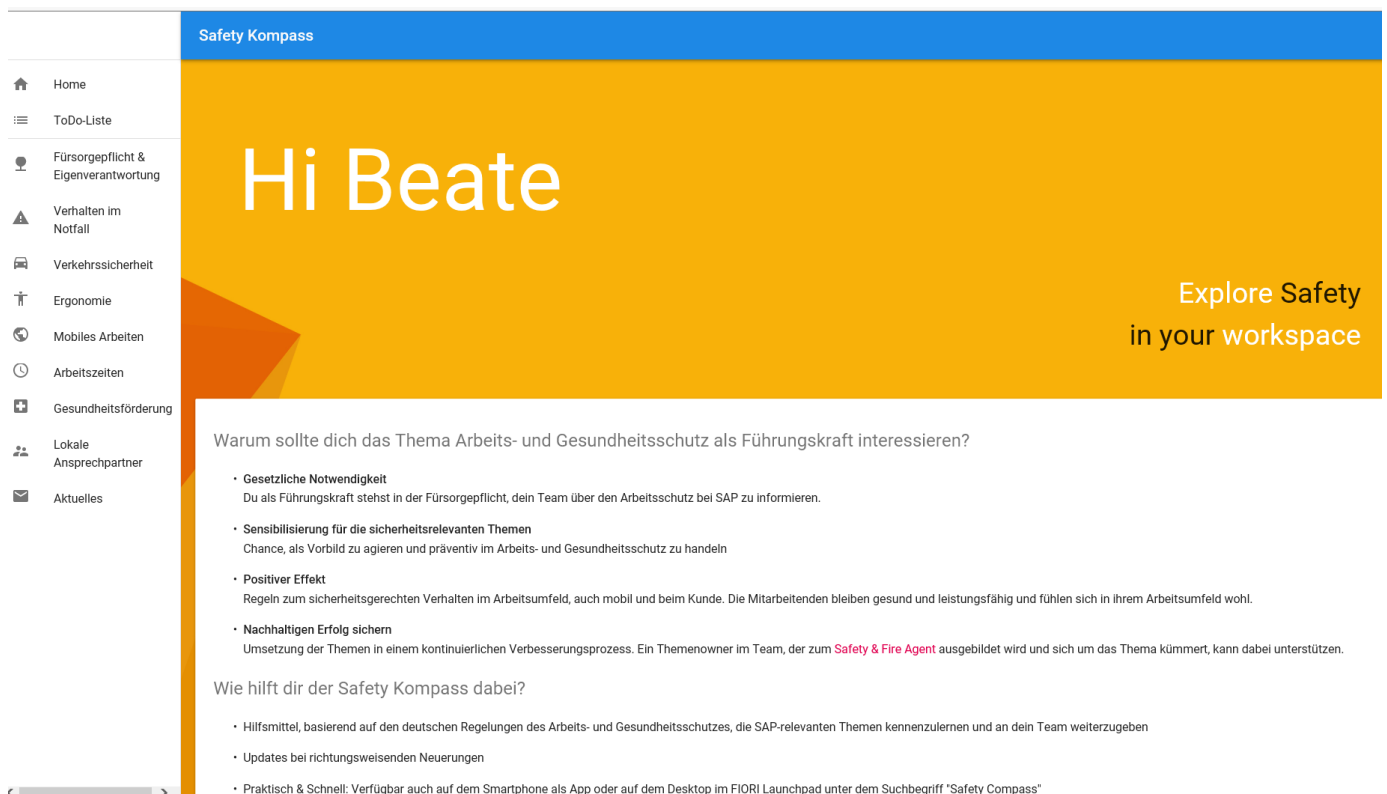 Safety Kompass
Home
ToDo-Liste
Fürsorgepflicht &
Eigenverantwortung
Verhalten im
Notfall
Verkehrssicherheit
Ergonomie
Mobiles Arbeiten
Arbeitszeiten
Gesundheitsförderung
Lokale
Ansprechpartner
Aktuelles
Hi Beate
Explore Safety
in your workspace
Warum sollte dich das Thema Arbeits- und Gesundheitsschutz als Führungskraft interessieren?
• Gesetzliche Notwendigkeit
Du als Führungskraft stehst in der Fürsorgepflicht, dein Team über den Arbeitsschutz bei SAP zu informieren.
• Sensibilisierung für die sicherheitsrelevanten Themen
Chance, als Vorbild zu agieren und präventiv im Arbeits- und Gesundheitsschutz zu handeln
• Positiver Effekt
Regeln zum sicherheitsgerechten Verhalten im Arbeitsumfeld, auch mobil und beim Kunde. Die Mitarbeitenden bleiben gesund und leistungsfähig und fühlen sich in ihrem Arbeitsumfeld wohl.
• Nachhaltigen Erfolg sichern
Umsetzung der Themen in einem kontinuierlichen Verbesserungsprozess. Ein Themenowner im Team, der zum Safety & Fire Agent ausgebildet wird und sich um das Thema kümmert, kann dabei unterstützen.
Wie hilft dir der Safety Kompass dabei?
• Hilfsmittel, basierend auf den deutschen Regelungen des Arbeits- und Gesundheitsschutzes, die SAP-relevanten Themen kennenzulernen und an dein Team weiterzugeben
• Updates bei richtungsweisenden Neuerungen
• Praktisch & Schnell: Verfügbar auch auf dem Smartphone als App oder auf dem Desktop im FIORI Launchpad unter dem Suchbegriff "Safety Compass"